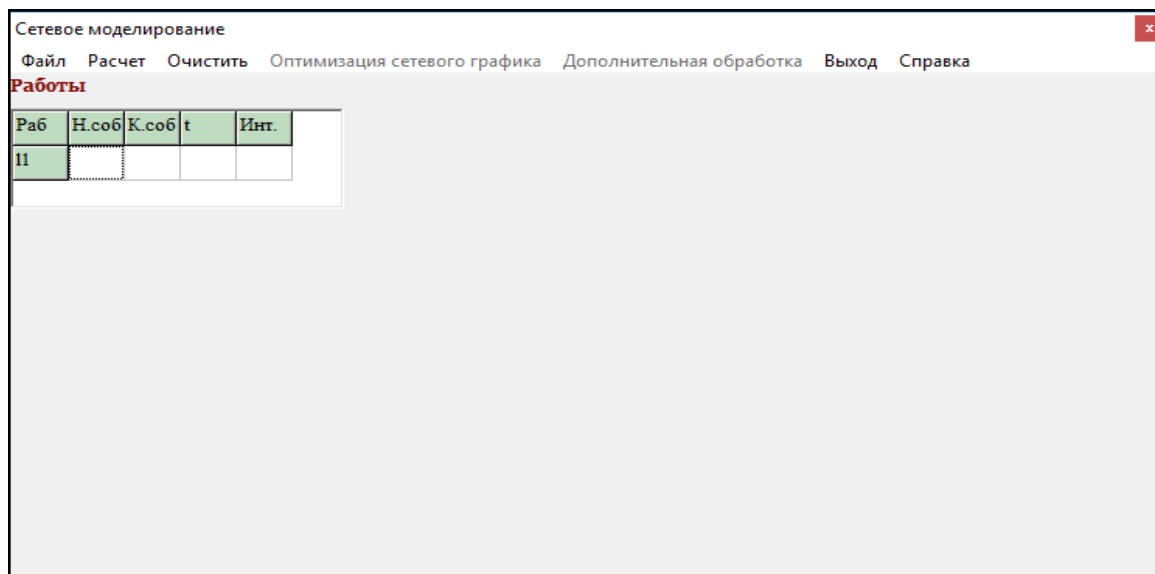 Сетевое моделирование
Файл Расчет Очистить Оптимизация сетевого графика Дополнительная обработка Выход Справка
Работы
Раб Н.соб К.соб t Инт.
11